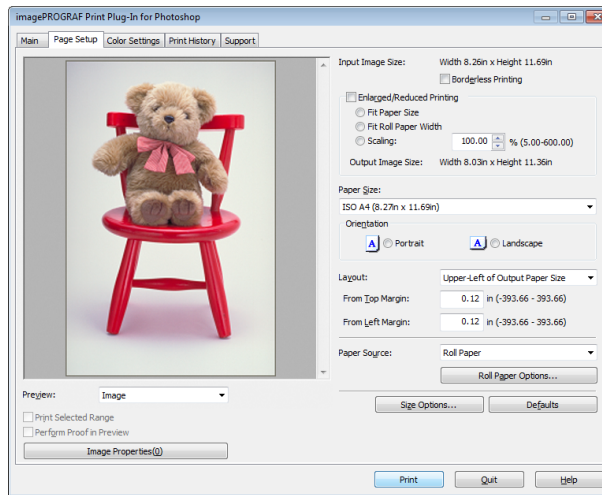 imagePROGRAF Print Plug-In for Photoshop
Main Page Setup Color Settings Print History Support
Input Image Size: Width 8.26in x Height 11.69in
Borderless Printing
Enlarged/Reduced Printing
Fit Paper Size
Fit Roll Paper Width
Scaling: 100.00 % (5.00-600.00)
Output Image Size: Width 8.03in x Height 11.36in
Paper Size:
ISO A4 (8.27in x 11.69in)
Orientation
A Portrait A Landscape
Layout: Upper-Left of Output Paper Size
From Top Margin: 0.12 in (-393.66 - 393.66)
From Left Margin: 0.12 in (-393.66 - 393.66)
Paper Source: Roll Paper
Roll Paper Options...
Preview: Image
Size Options... Defaults
Print Selected Range
Perform Proof in Preview
Image Properties(0)
Print Quit Help